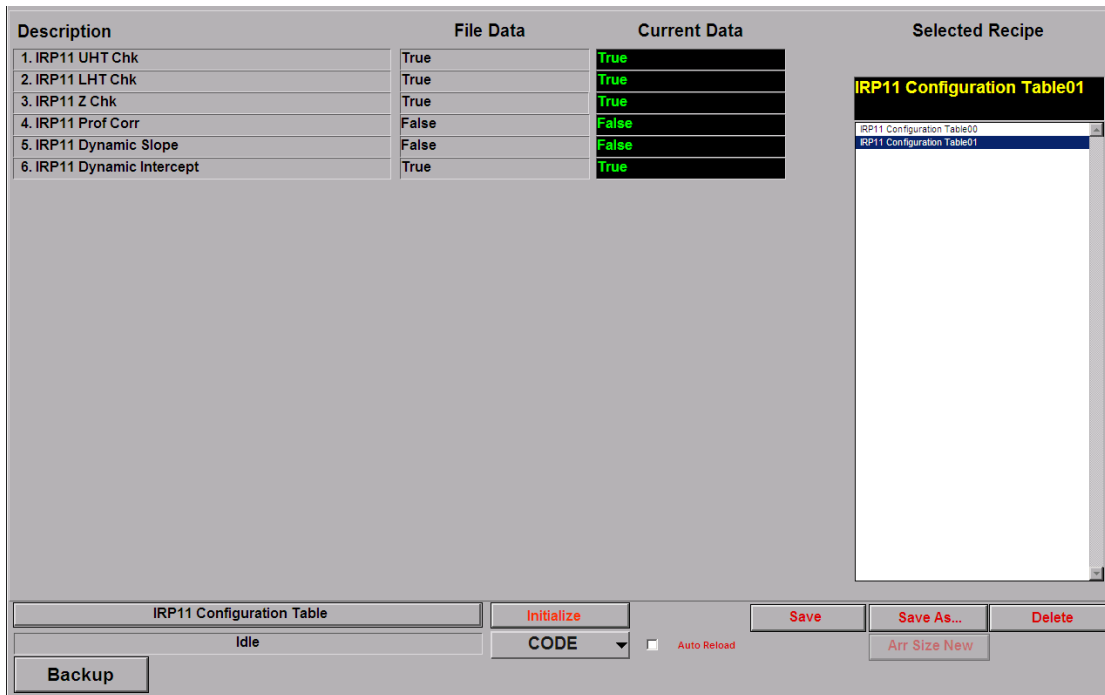 Description File Data Current Data Selected Recipe
1. IRP11 UHT Chk True True
2. IRP11 LHT Chk True True
3. IRP11 Z Chk True True
4. IRP11 Prof Corr False False
5. IRP11 Dynamic Slope False False
6. IRP11 Dynamic Intercept True True
IRP11 Configuration Table01
IRP11 Configuration Table00
IRP11 Configuration Table01
IRP11 Configuration Table Initialize Save Save As... Delete
Idle CODE Auto Reload Arr Size New
Backup